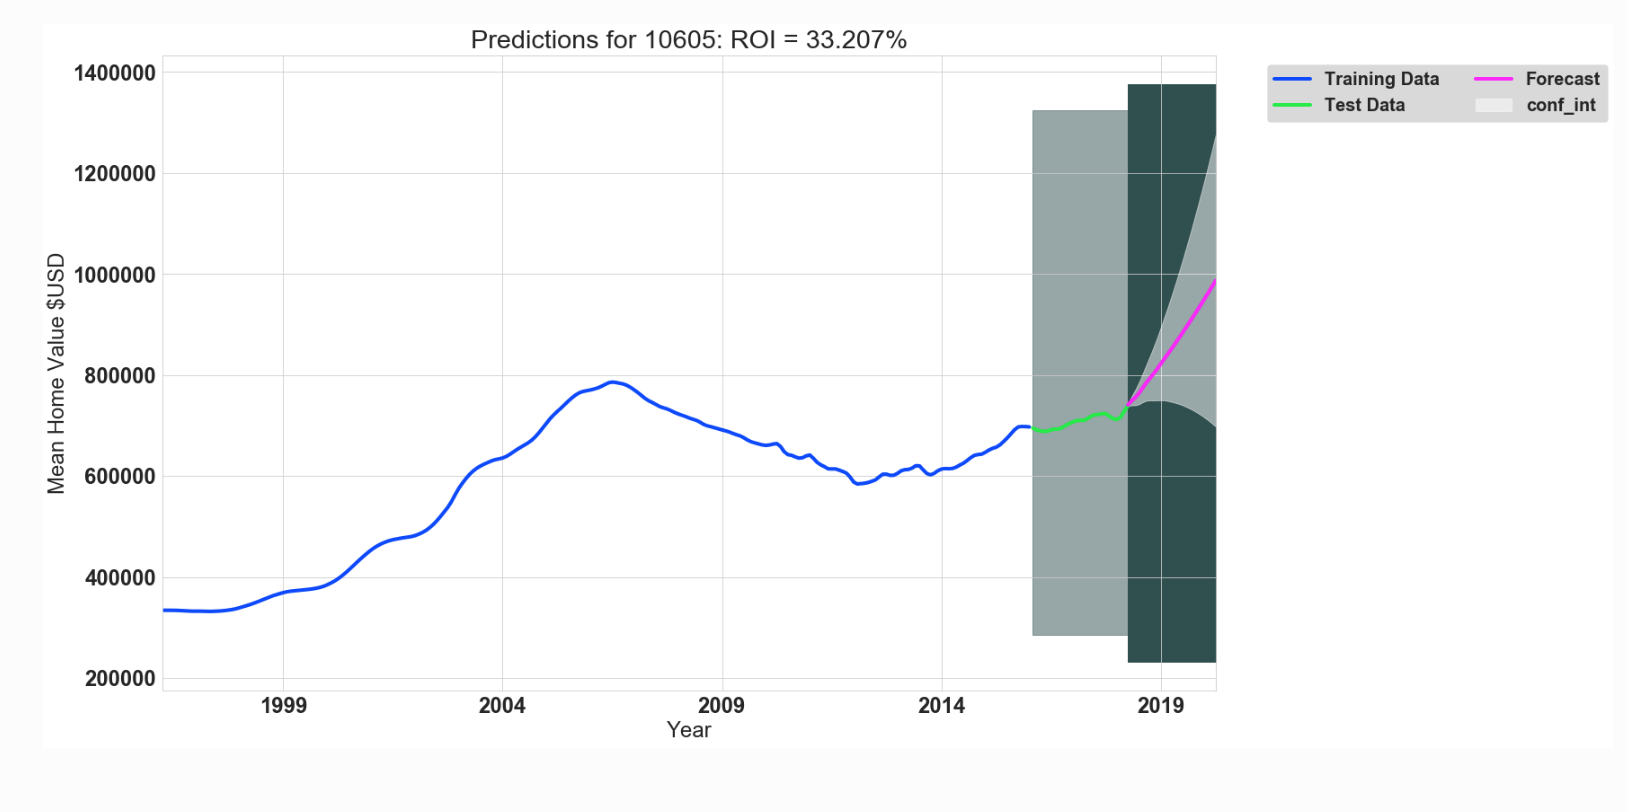 Predictions for 10605: ROI = 33.207%
Mean Home Value $USD
1400000
1200000
1000000
800000
600000
400000
200000
1999 2004 2009 2014 2019
Year
Training Data Forecast
Test Data conf_int